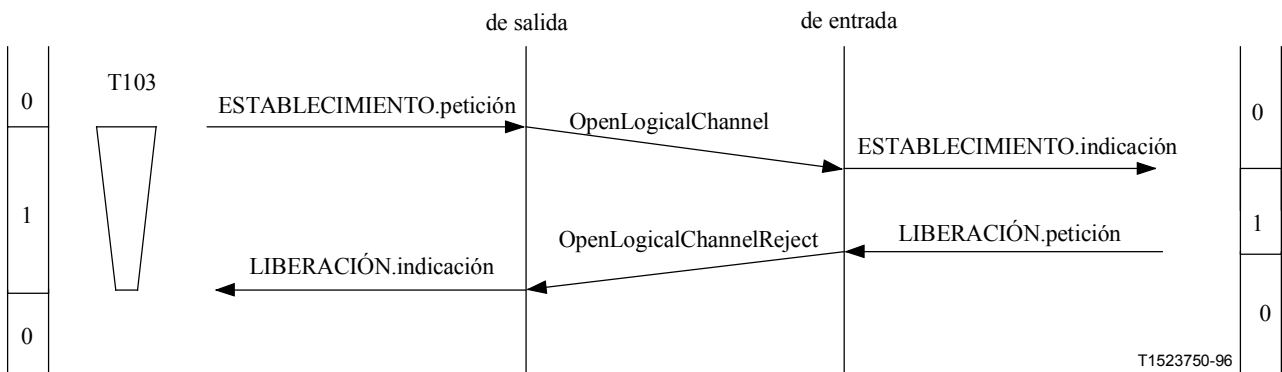 de salida
de entrada
T103
0
ESTABLECIMIENTO.petición
OpenLogicalChannel
0
ESTABLECIMIENTO.indicación
1
OpenLogicalChannelReject
LIBERACIÓN.petición
1
LIBERACIÓN.indicación
0
0
T1523750-96